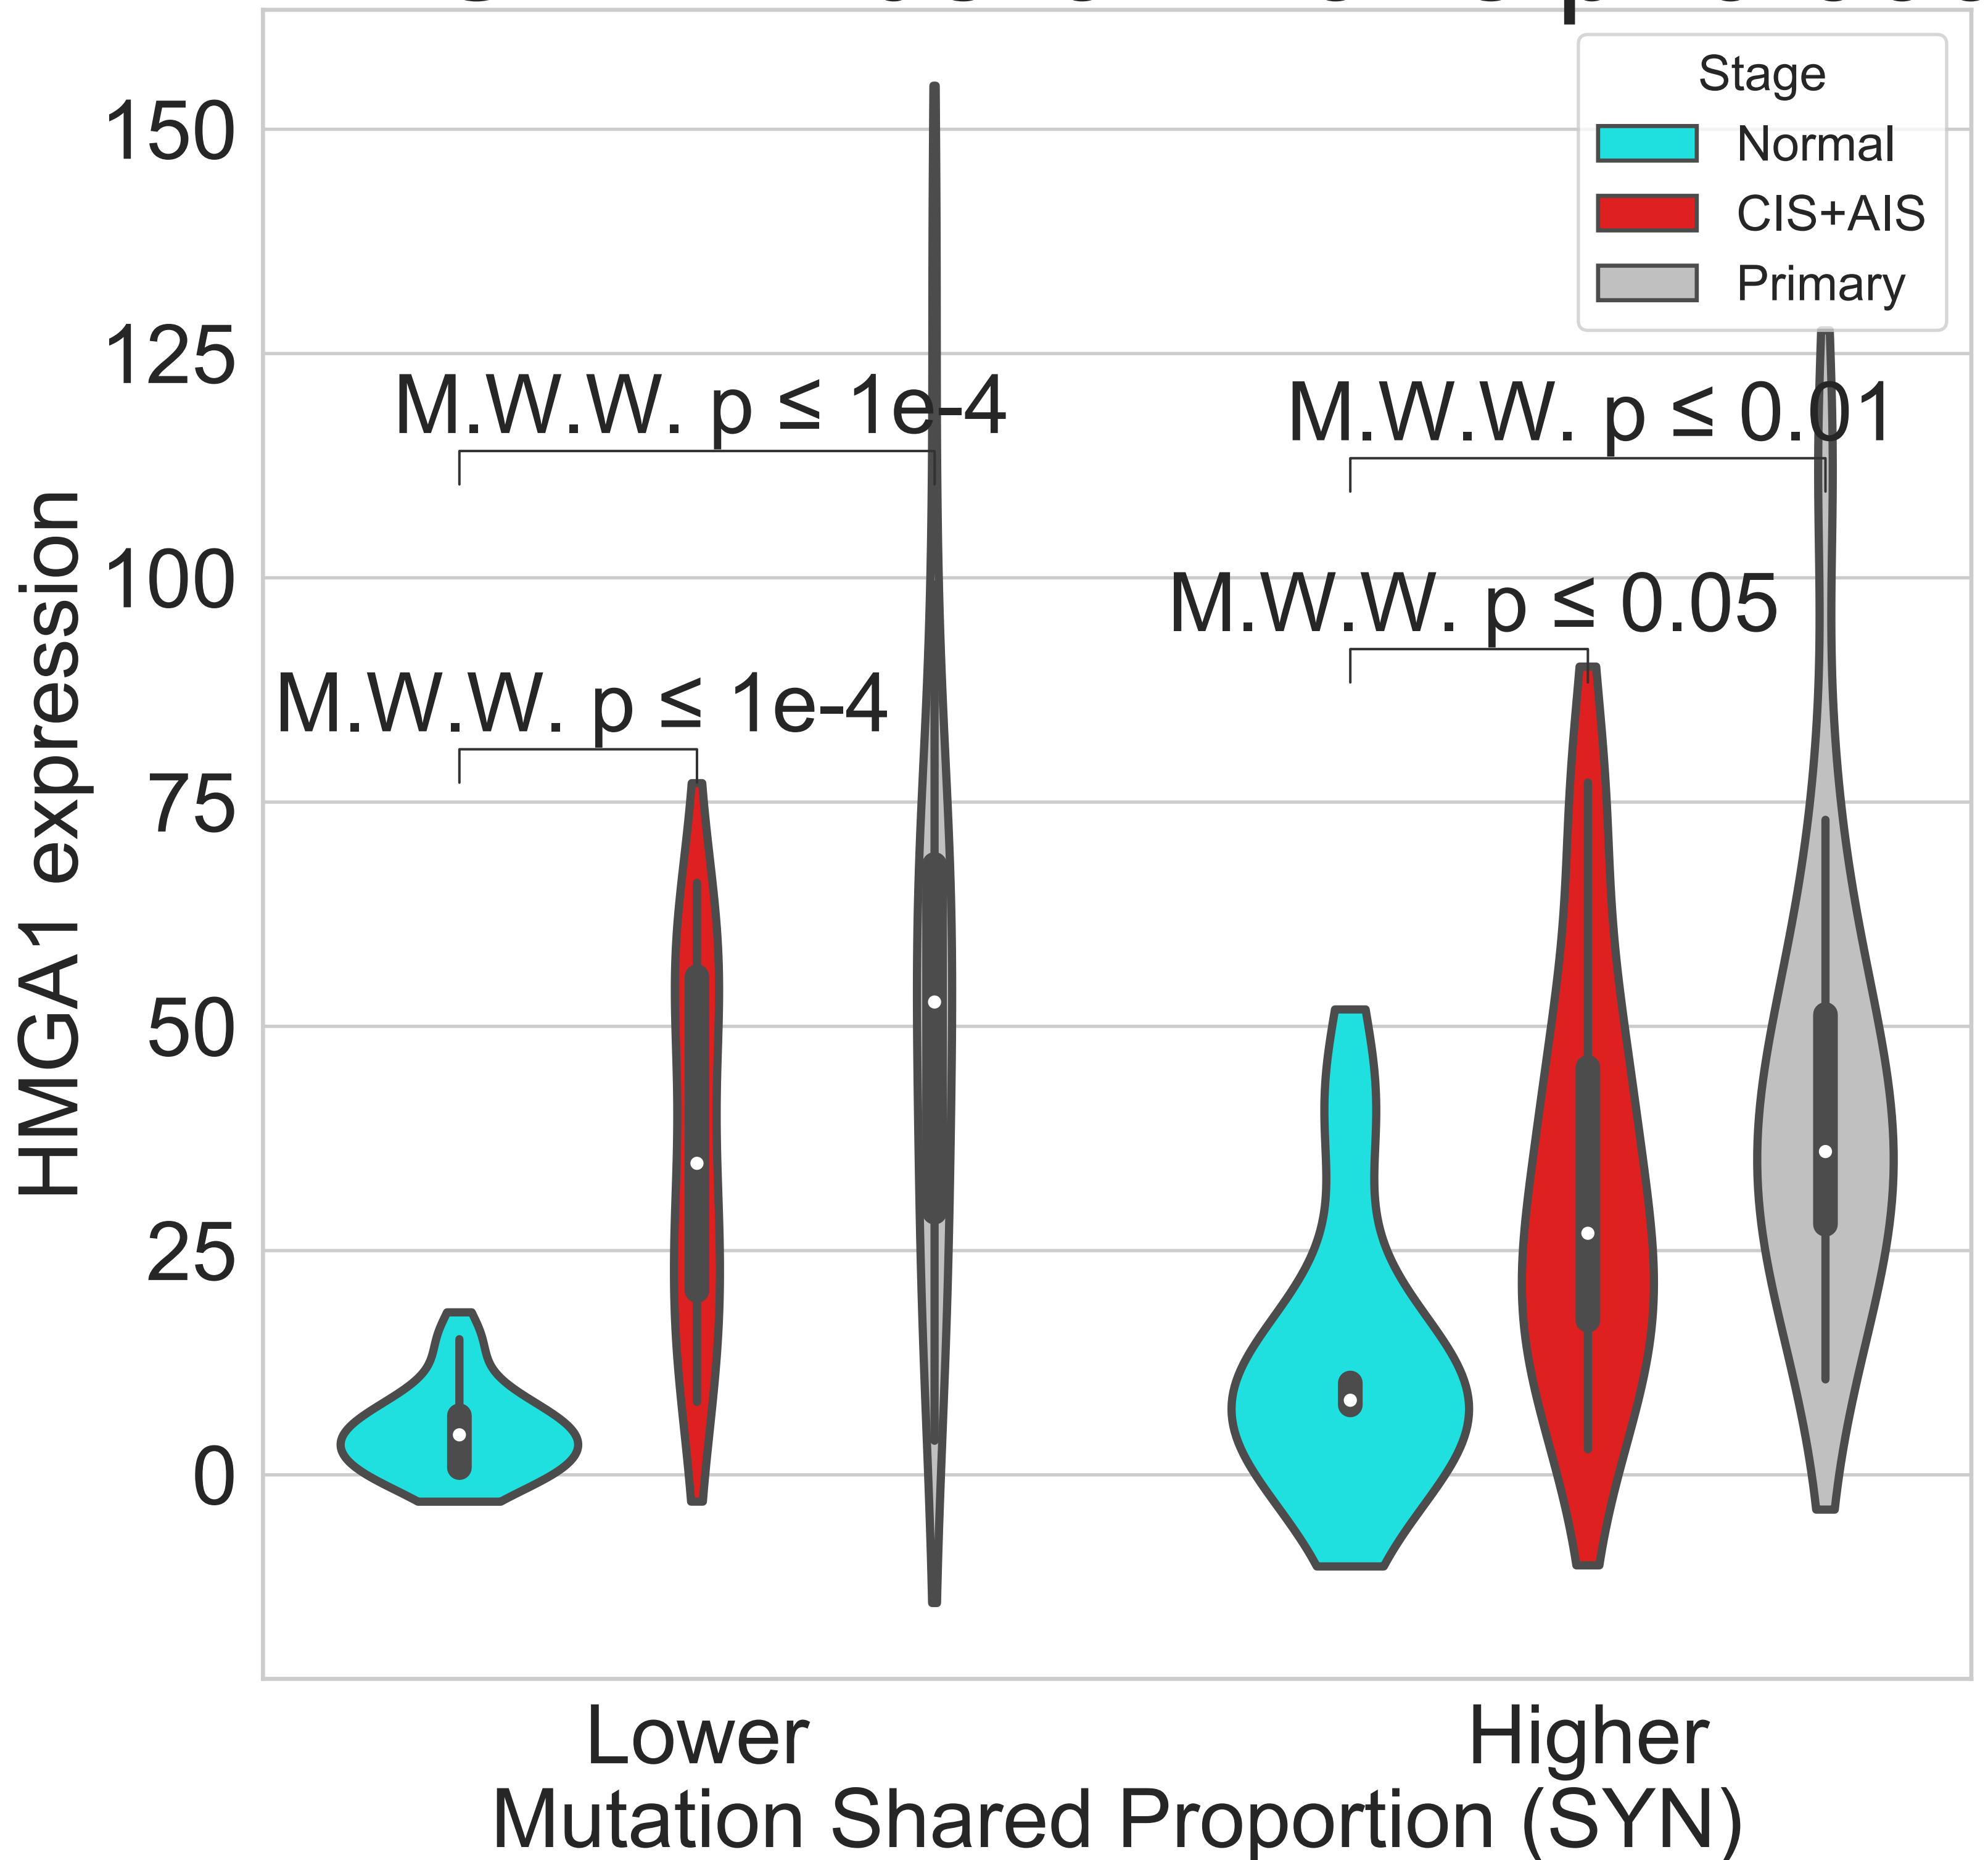 Stage
Normal
CIS+AIS
Primary
150
125
100
75
50
25
0
HMGA1 expression
M.W.W. p ≤ 1e-4
M.W.W. p ≤ 0.01
M.W.W. p ≤ 0.05
M.W.W. p ≤ 1e-4
Lower
Higher
Mutation Shared Proportion (SYN)